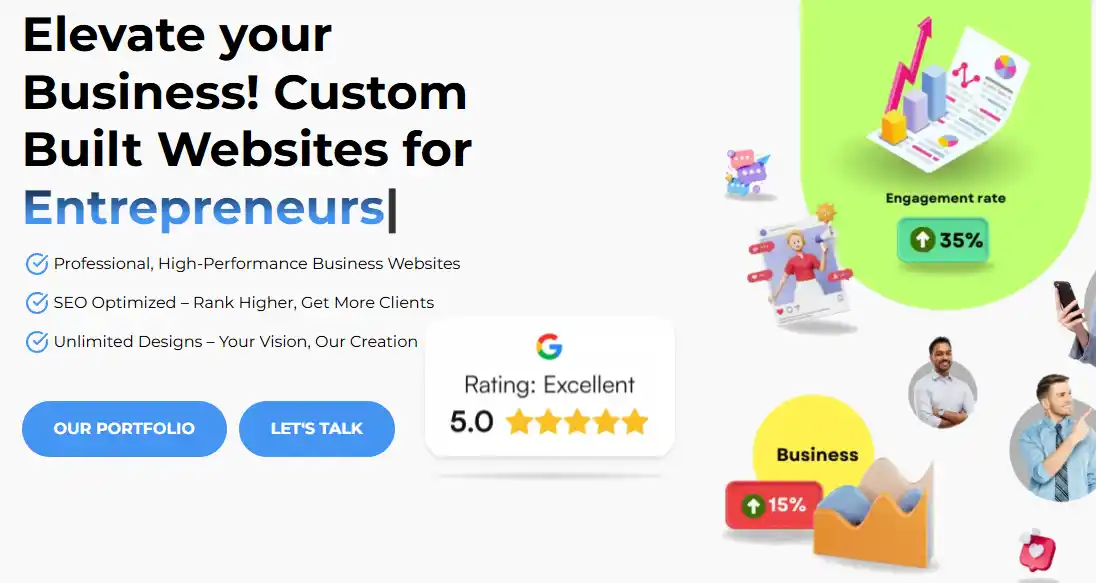 Elevate your
Business! Custom
Built Websites for
Entrepreneurs|
Professional, High-Performance Business Websites
SEO Optimized – Rank Higher, Get More Clients
Unlimited Designs – Your Vision, Our Creation
OUR PORTFOLIO
LET'S TALK
Rating: Excellent
5.0
Engagement rate
35%
Business
15%